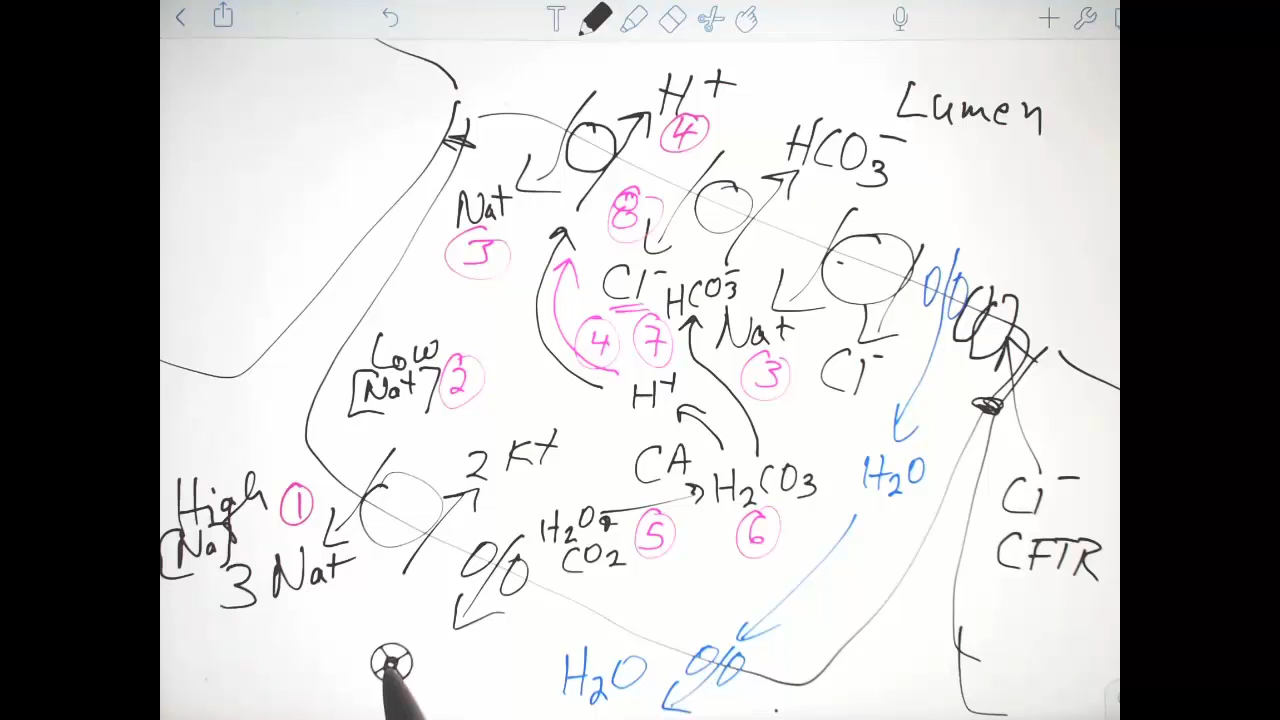 T
H+
4
Lumen
HCO3-
Na+
3
8
Cl-
HCO3-
4
7
Na+
3
Cl-
Low
[Na+]
2
H+
2 K+
CA
H2CO3
H2O
Cl-
High
1
[Na]
3 Na+
H2O
CO2
5
6
CFTR
H2O